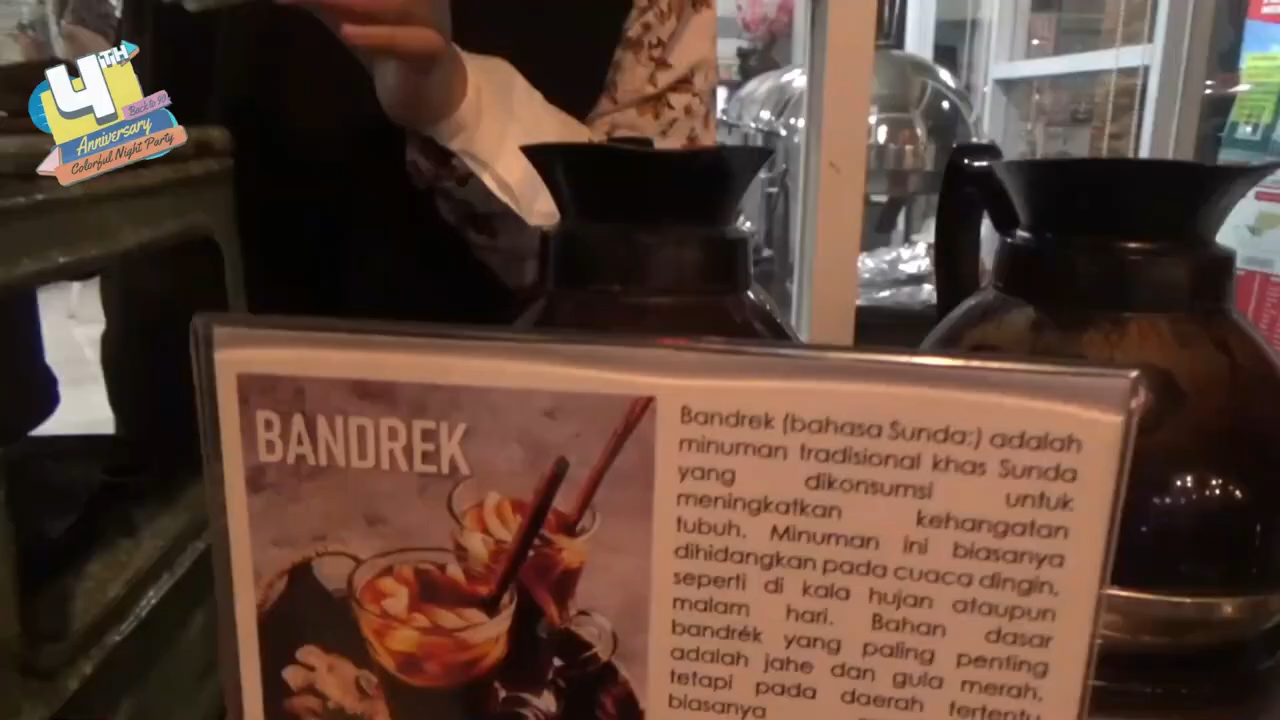 4TH
Back to 90
Anniversary
Colorful Night Party
BANDREK
Bandrek (bahasa Sunda:) adalah
minuman tradisional khas Sunda
yang dikonsumsi untuk
meningkatkan kehangatan
tubuh. Minuman ini biasanya
dihidangkan pada cuaca dingin,
seperti di kala hujan ataupun
malam hari. Bahan dasar
bandrék yang paling penting
adalah jahe dan gula merah,
tetapi pada daerah tertentu
biasanya